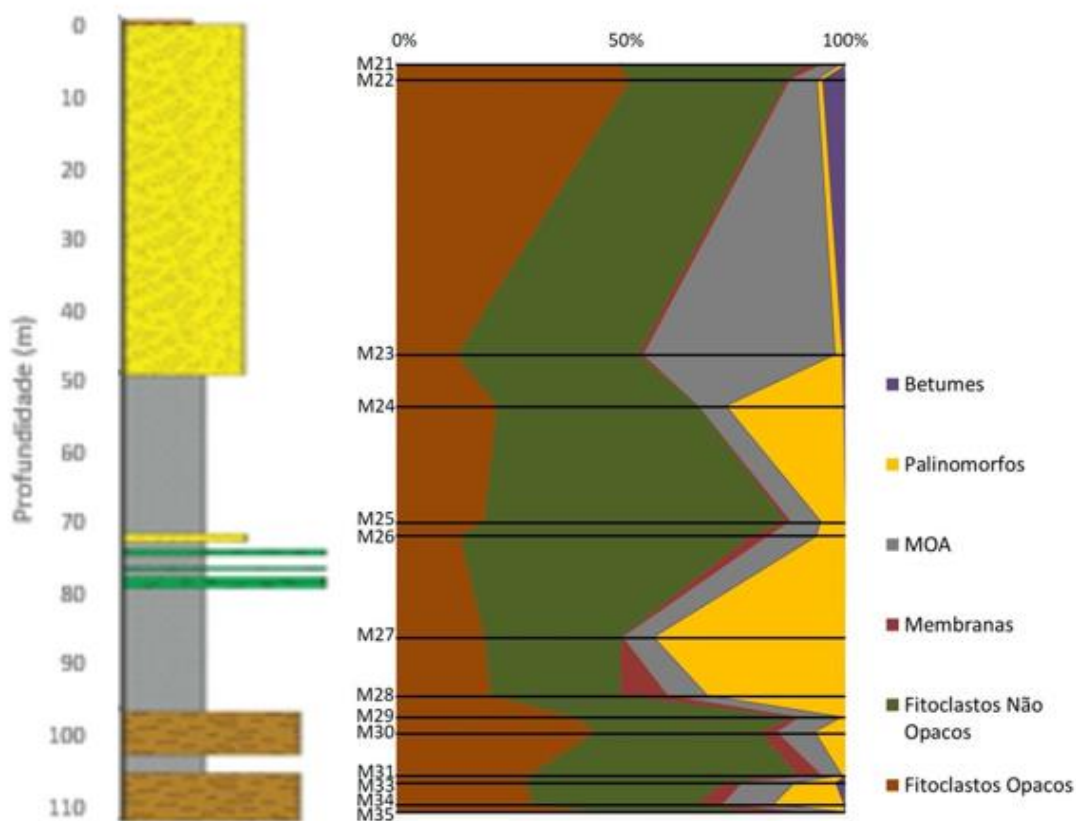 0% 50% 100%
0
10
20
30
40
50
60
70
80
90
100
110
Profundidade (m)
M21
M22
M23
M24
M25
M26
M27
M28
M29
M30
M31
M33
M34
M35
Betumes
Palinomorfos
MOA
Membranas
Fitoclastos Não
Opacos
Fitoclastos Opacos